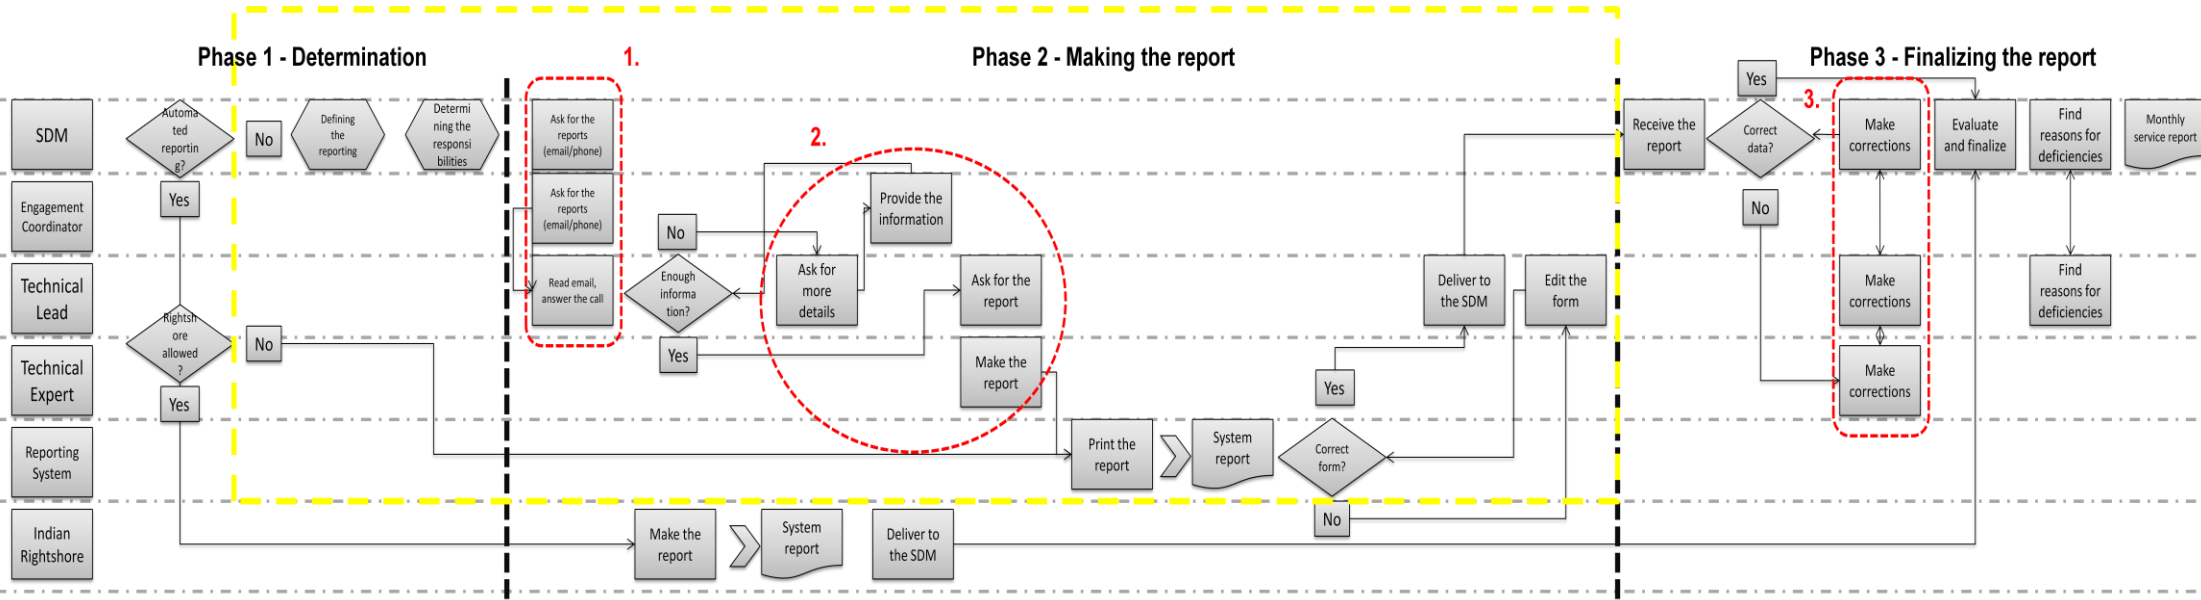 Phase 1 - Determination
1.
Phase 2 - Making the report
Phase 3 - Finalizing the report
SDM
Automa
ted
reportin
g?
No
Defining
the
reporting
Determi
ning the
responsi
bilities
Ask for the
reports
(email/phone)
2.
Receive the
report
Yes
Correct
data?
3.
Make
corrections
Evaluate
and finalize
Find
reasons for
deficiencies
Monthly
service report
Engagement
Coordinator
Yes
Ask for the
reports
(email/phone)
No
Provide the
information
No
Technical
Lead
Read email,
answer the call
Enough
informa
tion?
Ask for
more
details
Ask for the
report
Deliver to
the SDM
Edit the
form
Make
corrections
Find
reasons for
deficiencies
Rightsh
ore
allowed
?
No
Technical
Expert
Yes
Yes
Make the
report
Yes
Make
corrections
Reporting
System
Print the
report
System
report
Correct
form?
No
Indian
Rightshore
Make the
report
System
report
Deliver to
the SDM